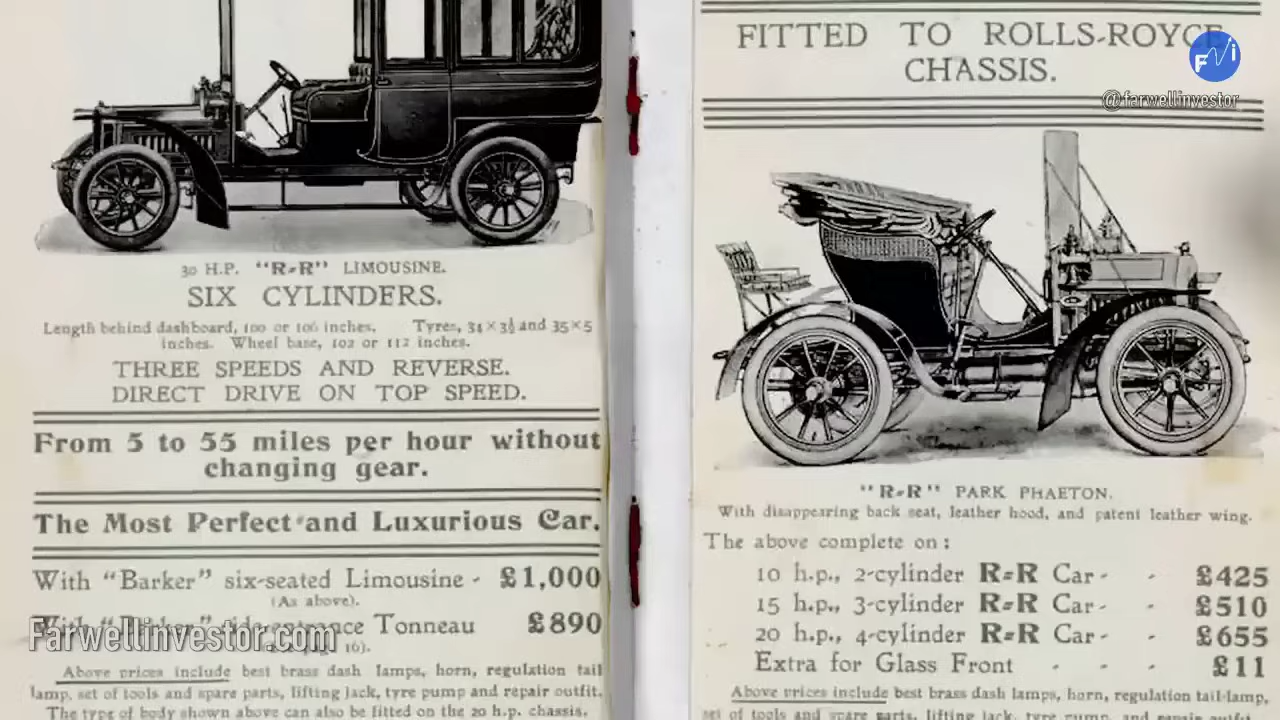 30 H.P. "R=R" LIMOUSINE.
SIX CYLINDERS.
Length behind dashboard, 100 or 106 inches. Tyres, 34 × 3½ and 35 × 5
inches. Wheel base, 102 or 112 inches.
THREE SPEEDS AND REVERSE.
DIRECT DRIVE ON TOP SPEED.
From 5 to 55 miles per hour without
changing gear.
The Most Perfect and Luxurious Car.
With "Barker" six-seated Limousine - £1,000
(As above).
With "Barker" side-entrance Tonneau £890
Above prices include best brass dash lamps, horn, regulation tail
lamp, set of tools and spare parts, lifting jack, tyre pump and repair outfit.
The type of body shown above can also be fitted on the 20 h.p. chassis.
Farwellinvestor.com
FITTED TO ROLLS-ROYCE
CHASSIS.
@farwellinvestor
"R=R" PARK PHAETON.
With disappearing back seat, leather hood, and patent leather wing.
The above complete on:
10 h.p., 2-cylinder R=R Car - - £425
15 h.p., 3-cylinder R=R Car - - £510
20 h.p., 4-cylinder R=R Car - - £655
Extra for Glass Front - - - £11
Above prices include best brass dash lamps, horn, regulation tail-lamp,
set of tools and spare parts, lifting jack, tyre pump and repair outfit.